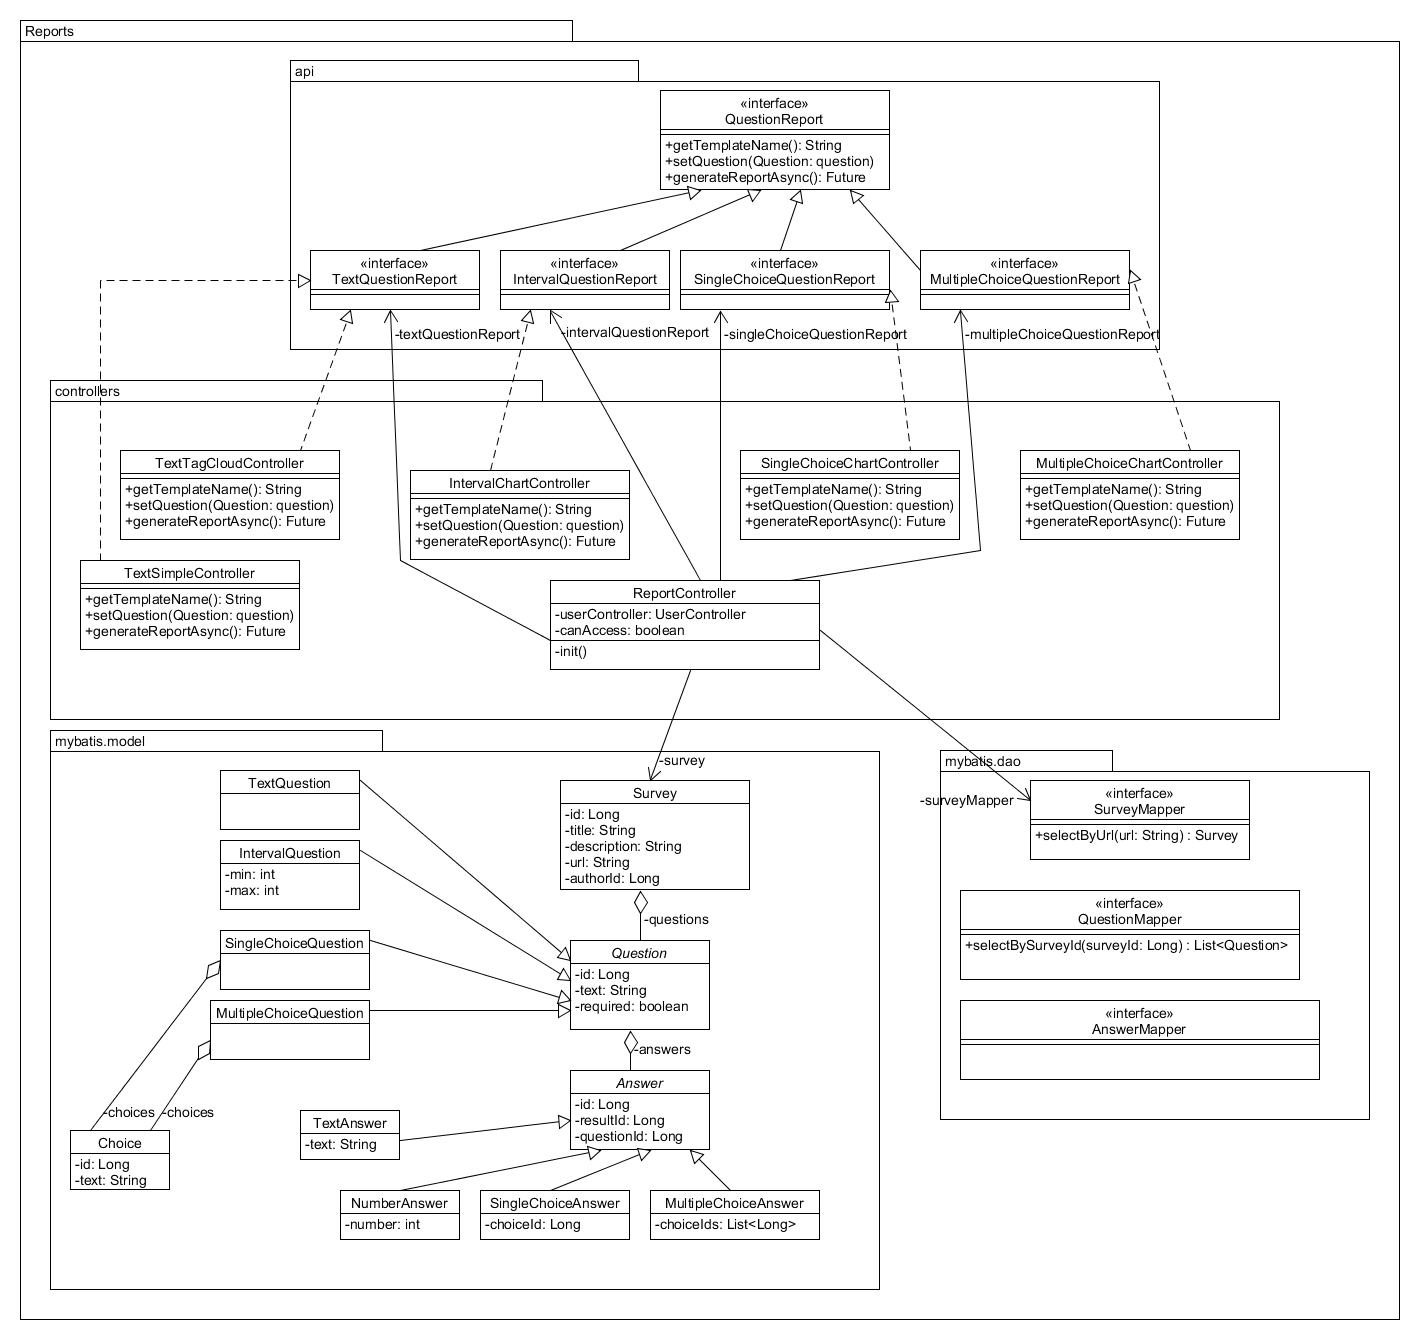 Reports
api
«interface»
QuestionReport
+getTemplateName(): String
+setQuestion(Question: question)
+generateReportAsync(): Future
«interface»
TextQuestionReport
«interface»
IntervalQuestionReport
«interface»
SingleChoiceQuestionReport
«interface»
MultipleChoiceQuestionReport
-textQuestionReport
-intervalQuestionReport
-singleChoiceQuestionReport
-multipleChoiceQuestionReport
controllers
TextTagCloudController
+getTemplateName(): String
+setQuestion(Question: question)
+generateReportAsync(): Future
IntervalChartController
+getTemplateName(): String
+setQuestion(Question: question)
+generateReportAsync(): Future
SingleChoiceChartController
+getTemplateName(): String
+setQuestion(Question: question)
+generateReportAsync(): Future
MultipleChoiceChartController
+getTemplateName(): String
+setQuestion(Question: question)
+generateReportAsync(): Future
TextSimpleController
+getTemplateName(): String
+setQuestion(Question: question)
+generateReportAsync(): Future
ReportController
-userController: UserController
-canAccess: boolean
-init()
mybatis.model
-survey
TextQuestion
IntervalQuestion
-min: int
-max: int
SingleChoiceQuestion
MultipleChoiceQuestion
-choices
-choices
Choice
-id: Long
-text: String
Survey
-id: Long
-title: String
-description: String
-url: String
-authorId: Long
-questions
Question
-id: Long
-text: String
-required: boolean
-answers
Answer
-id: Long
-resultId: Long
-questionId: Long
TextAnswer
-text: String
NumberAnswer
-number: int
SingleChoiceAnswer
-choiceId: Long
MultipleChoiceAnswer
-choiceIds: List<Long>
mybatis.dao
-surveyMapper
«interface»
SurveyMapper
+selectByUrl(url: String) : Survey
«interface»
QuestionMapper
+selectBySurveyId(surveyId: Long) : List<Question>
«interface»
AnswerMapper